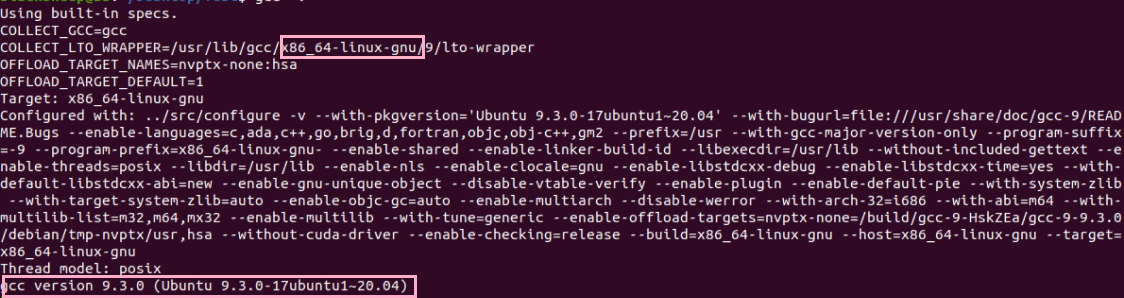 Using built-in specs.
COLLECT_GCC=gcc
COLLECT_LTO_WRAPPER=/usr/lib/gcc/x86_64-linux-gnu/9/lto-wrapper
OFFLOAD_TARGET_NAMES=nvptx-none:hsa
OFFLOAD_TARGET_DEFAULT=1
Target: x86_64-linux-gnu
Configured with: ../src/configure -v --with-pkgversion='Ubuntu 9.3.0-17ubuntu1~20.04' --with-bugurl=file:///usr/share/doc/gcc-9/READ
ME.Bugs --enable-languages=c,ada,c++,go,brig,d,fortran,objc,obj-c++,gm2 --prefix=/usr --with-gcc-major-version-only --program-suffix
=-9 --program-prefix=x86_64-linux-gnu- --enable-shared --enable-linker-build-id --libexecdir=/usr/lib --without-included-gettext --e
nable-threads=posix --libdir=/usr/lib --enable-nls --enable-clocale=gnu --enable-libstdcxx-debug --enable-libstdcxx-time=yes --with-
default-libstdcxx-abi=new --enable-gnu-unique-object --disable-vtable-verify --enable-plugin --enable-default-pie --with-system-zlib
 --with-target-system-zlib=auto --enable-objc-gc=auto --enable-multiarch --disable-werror --with-arch-32=i686 --with-abi=m64 --with-
multilib-list=m32,m64,mx32 --enable-multilib --with-tune=generic --enable-offload-targets=nvptx-none=/build/gcc-9-HskZEa/gcc-9-9.3.0
/debian/tmp-nvptx/usr,hsa --without-cuda-driver --enable-checking=release --build=x86_64-linux-gnu --host=x86_64-linux-gnu --target=
x86_64-linux-gnu
Thread model: posix
gcc version 9.3.0 (Ubuntu 9.3.0-17ubuntu1~20.04)